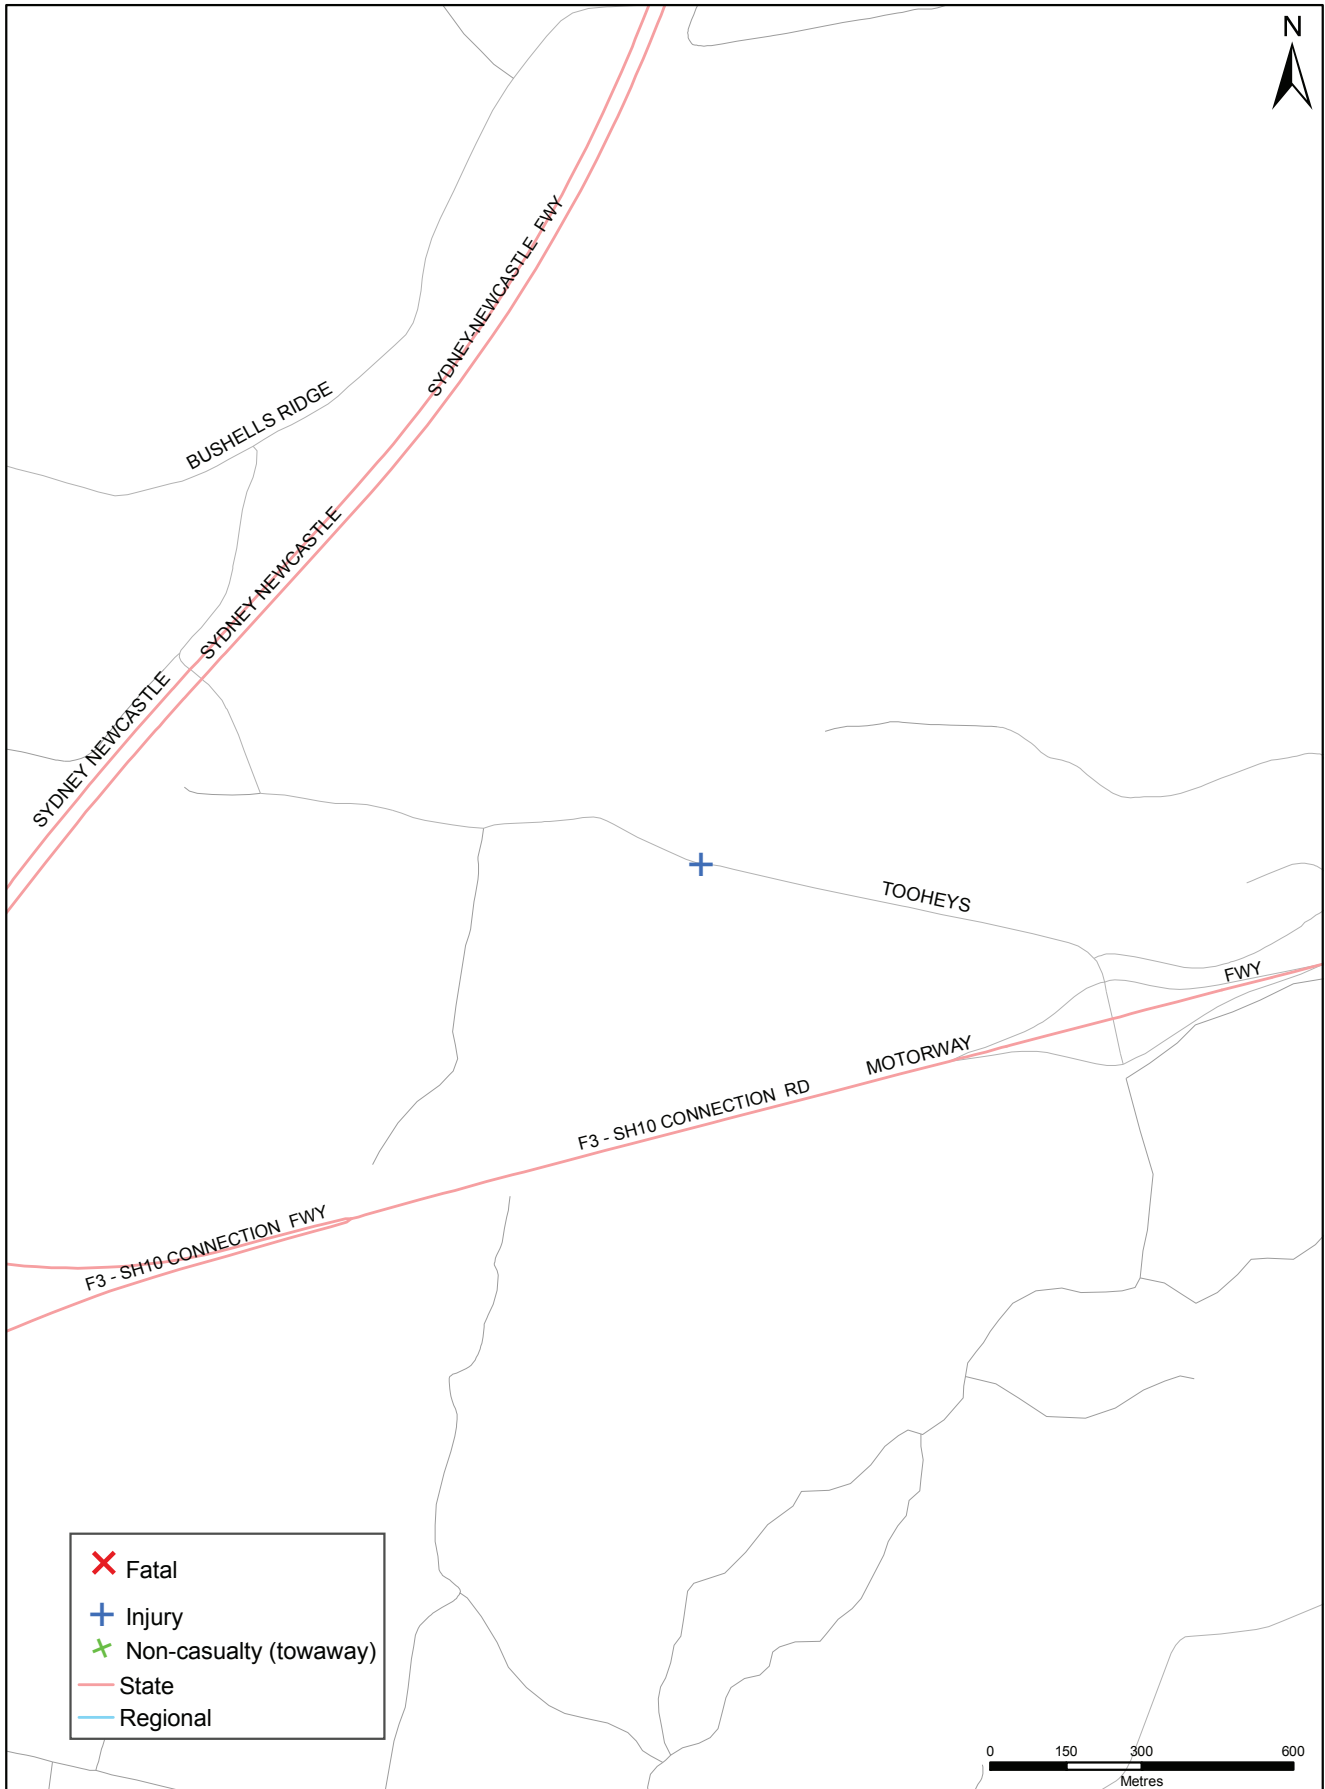 N
SYDNEY-NEWCASTLE FWY
BUSHELLS RIDGE
SYDNEY NEWCASTLE
SYDNEY NEWCASTLE
TOOHEYS
FWY
MOTORWAY
F3 - SH10 CONNECTION RD
F3 - SH10 CONNECTION FWY
Fatal
Injury
Non-casualty (towaway)
State
Regional
0 150 300 600
Metres